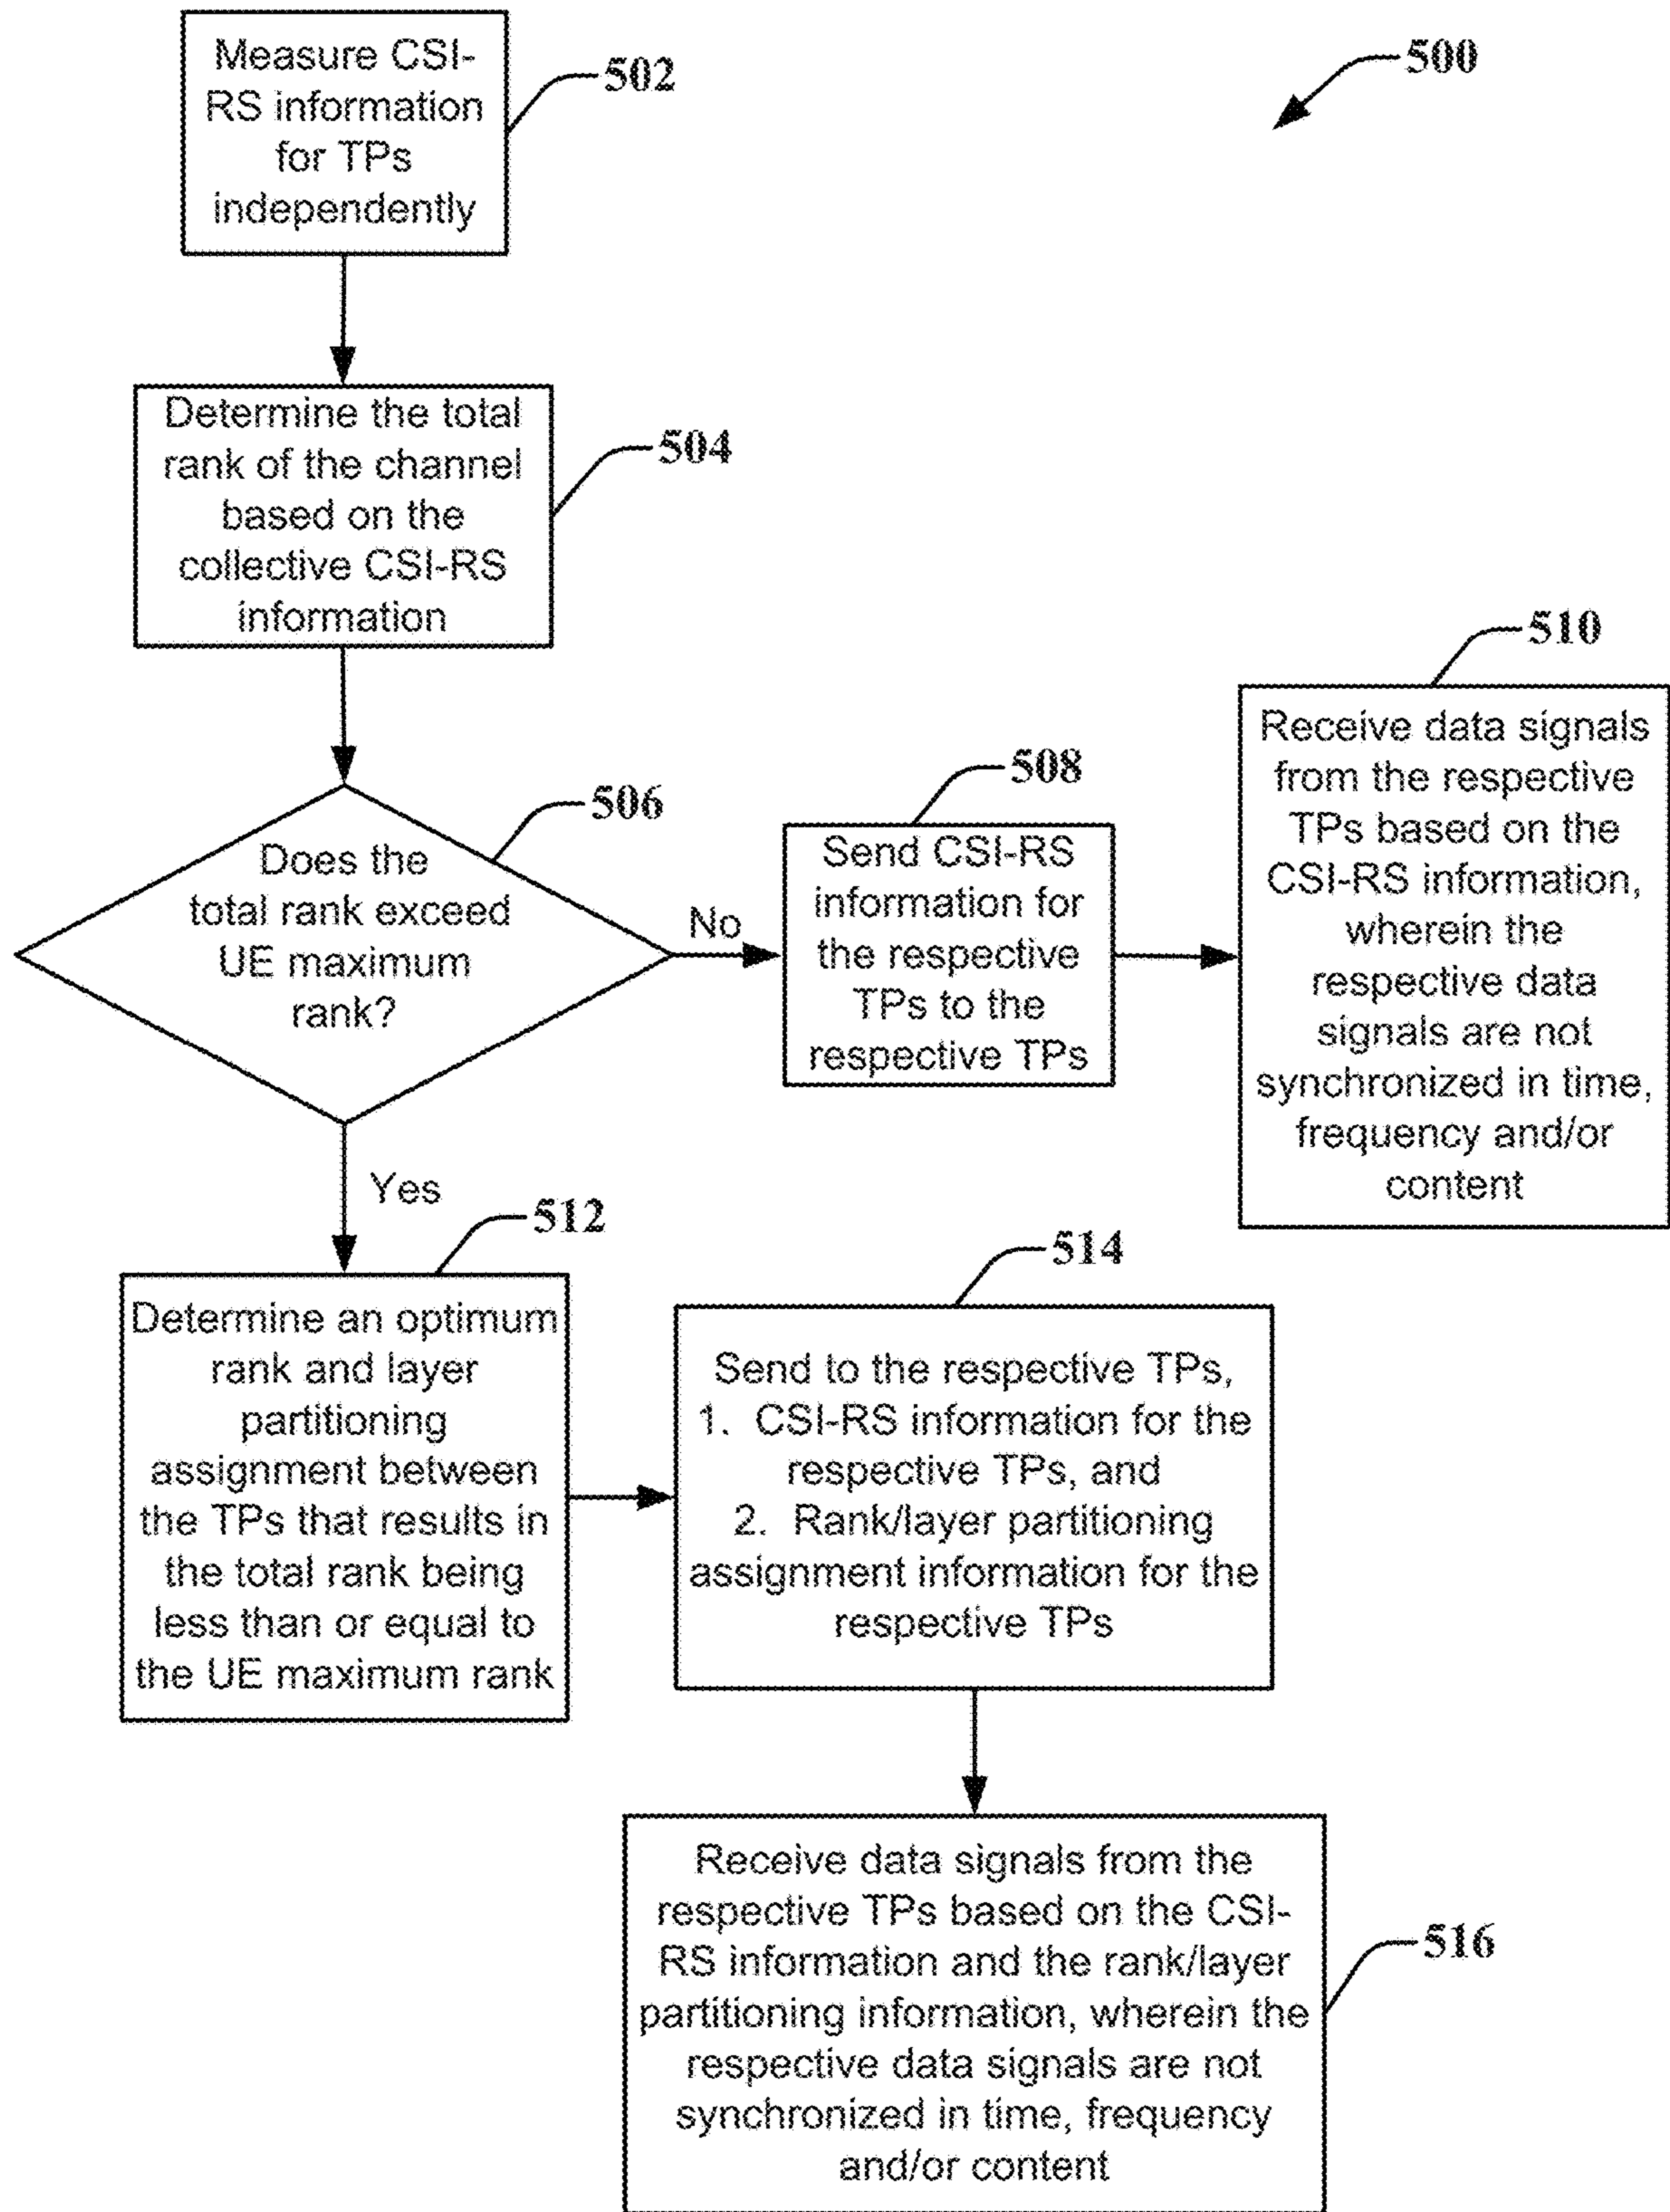 Measure CSI-
RS information
for TPs
independently
502
500
Determine the total
rank of the channel
based on the
collective CSI-RS
information
504
Does the
total rank exceed
UE maximum
rank?
506
No
Send CSI-RS
information for
the respective
TPs to the
respective TPs
508
Receive data signals
from the respective
TPs based on the
CSI-RS information,
wherein the
respective data
signals are not
synchronized in time,
frequency and/or
content
510
Yes
Determine an optimum
rank and layer
partitioning
assignment between
the TPs that results in
the total rank being
less than or equal to
the UE maximum rank
512
Send to the respective TPs,
1. CSI-RS information for the
respective TPs, and
2. Rank/layer partitioning
assignment information for the
respective TPs
514
Receive data signals from the
respective TPs based on the CSI-
RS information and the rank/layer
partitioning information, wherein the
respective data signals are not
synchronized in time, frequency
and/or content
516